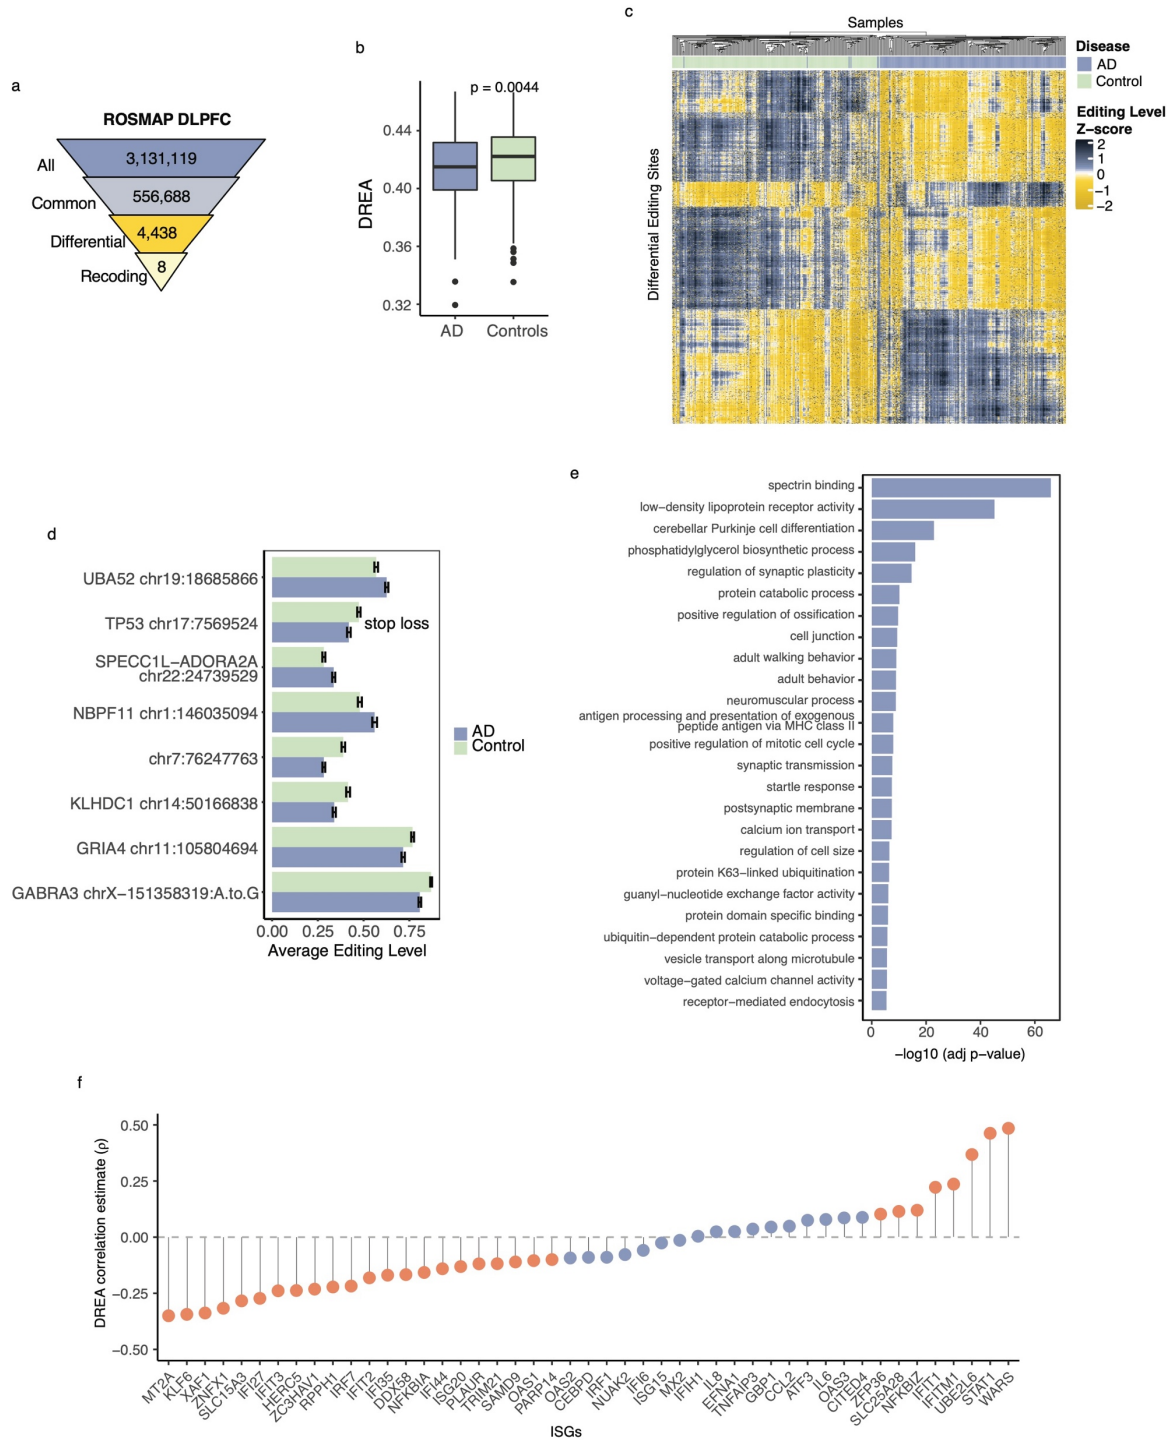 a
ROSMAP DLPFC
All
3,131,119
Common
556,688
Differential
4,438
Recoding
8
b
p = 0.0044
DREA
0.44
0.40
0.36
0.32
AD
Controls
c
Samples
Differential Editing Sites
Disease
AD
Control
Editing Level
Z-score
2
1
0
−1
−2
d
UBA52 chr19:18685866
TP53 chr17:7569524
stop loss
SPECC1L−ADORA2A
chr22:24739529
NBPF11 chr1:146035094
chr7:76247763
KLHDC1 chr14:50166838
GRIA4 chr11:105804694
GABRA3 chrX−151358319:A.to.G
0.00 0.25 0.50 0.75
Average Editing Level
AD
Control
e
spectrin binding
low−density lipoprotein receptor activity
cerebellar Purkinje cell differentiation
phosphatidylglycerol biosynthetic process
regulation of synaptic plasticity
protein catabolic process
positive regulation of ossification
cell junction
adult walking behavior
adult behavior
neuromuscular process
antigen processing and presentation of exogenous
peptide antigen via MHC class II
positive regulation of mitotic cell cycle
synaptic transmission
startle response
postsynaptic membrane
calcium ion transport
regulation of cell size
protein K63−linked ubiquitination
guanyl−nucleotide exchange factor activity
protein domain specific binding
ubiquitin−dependent protein catabolic process
vesicle transport along microtubule
voltage−gated calcium channel activity
receptor−mediated endocytosis
0 20 40 60
−log10 (adj p−value)
f
DREA correlation estimate (ρ)
0.50
0.25
0.00
−0.25
−0.50
MT2A
KLF6
XAF1
ZNFX1
SLC15A3
IFI27
IFIT3
HERC5
ZC3HAV1
RPPH1
IRF7
IFIT2
IFI35
DDX58
NFKBIA
IFI44
ISG20
PLAUR
TRIM21
SAMD9
OAS1
PARP14
OAS2
CEBPD
IRF1
NUAK2
IFI6
ISG15
MX2
IFIH1
IL8
EFNA1
TNFAIP3
GBP1
CCL2
ATF3
IL6
OAS3
CITED4
ZFP36
SLC25A28
NFKBIZ
IFIT1
IFITM1
UBE2L6
STAT1
WARS
ISGs